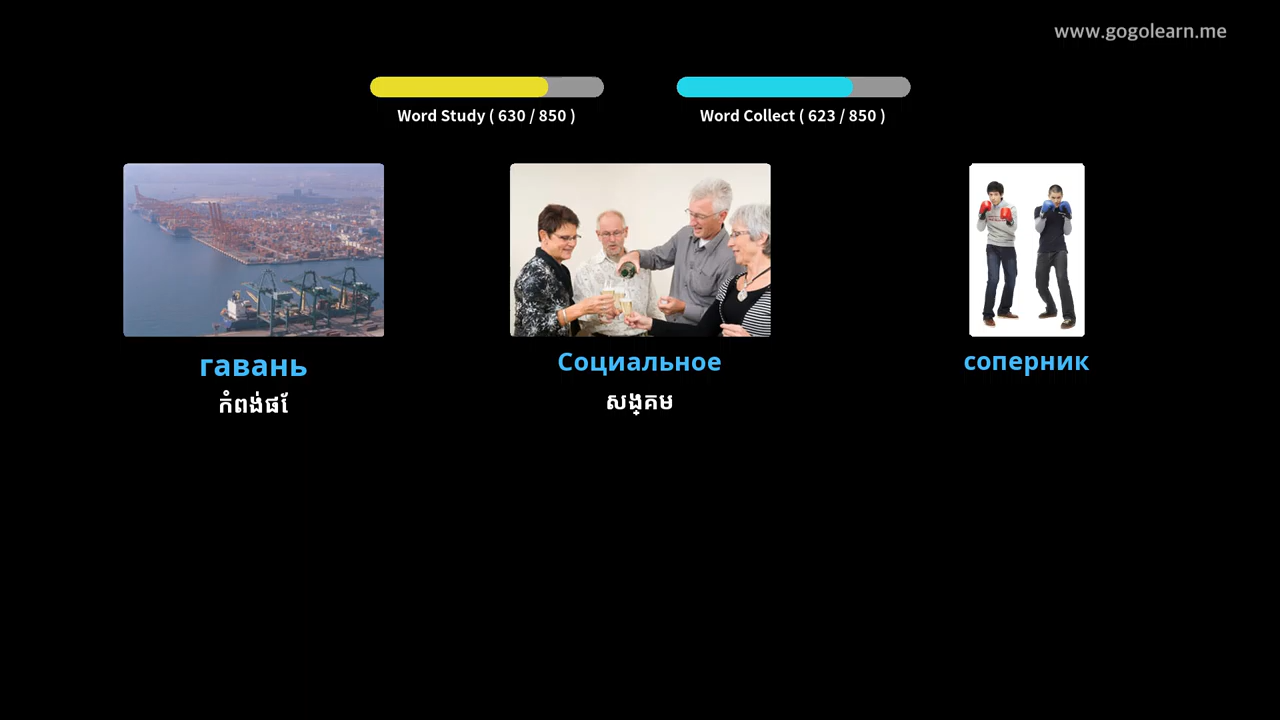 www.gogolearn.me
Word Study ( 630 / 850 )
Word Collect ( 623 / 850 )
гавань
កំពង់ផែ
Социальное
សង្គម
соперник